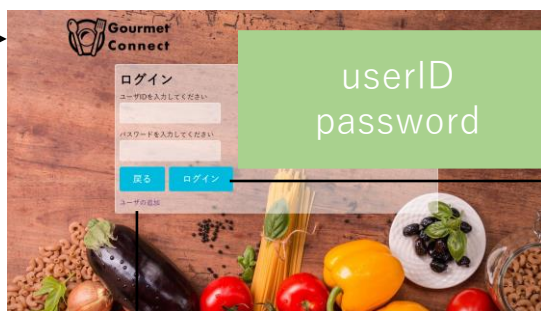 Gourmet
Connect
ログイン
ユーザIDを入力してください
パスワードを入力してください
戻る
ログイン
ユーザの追加
userID
password